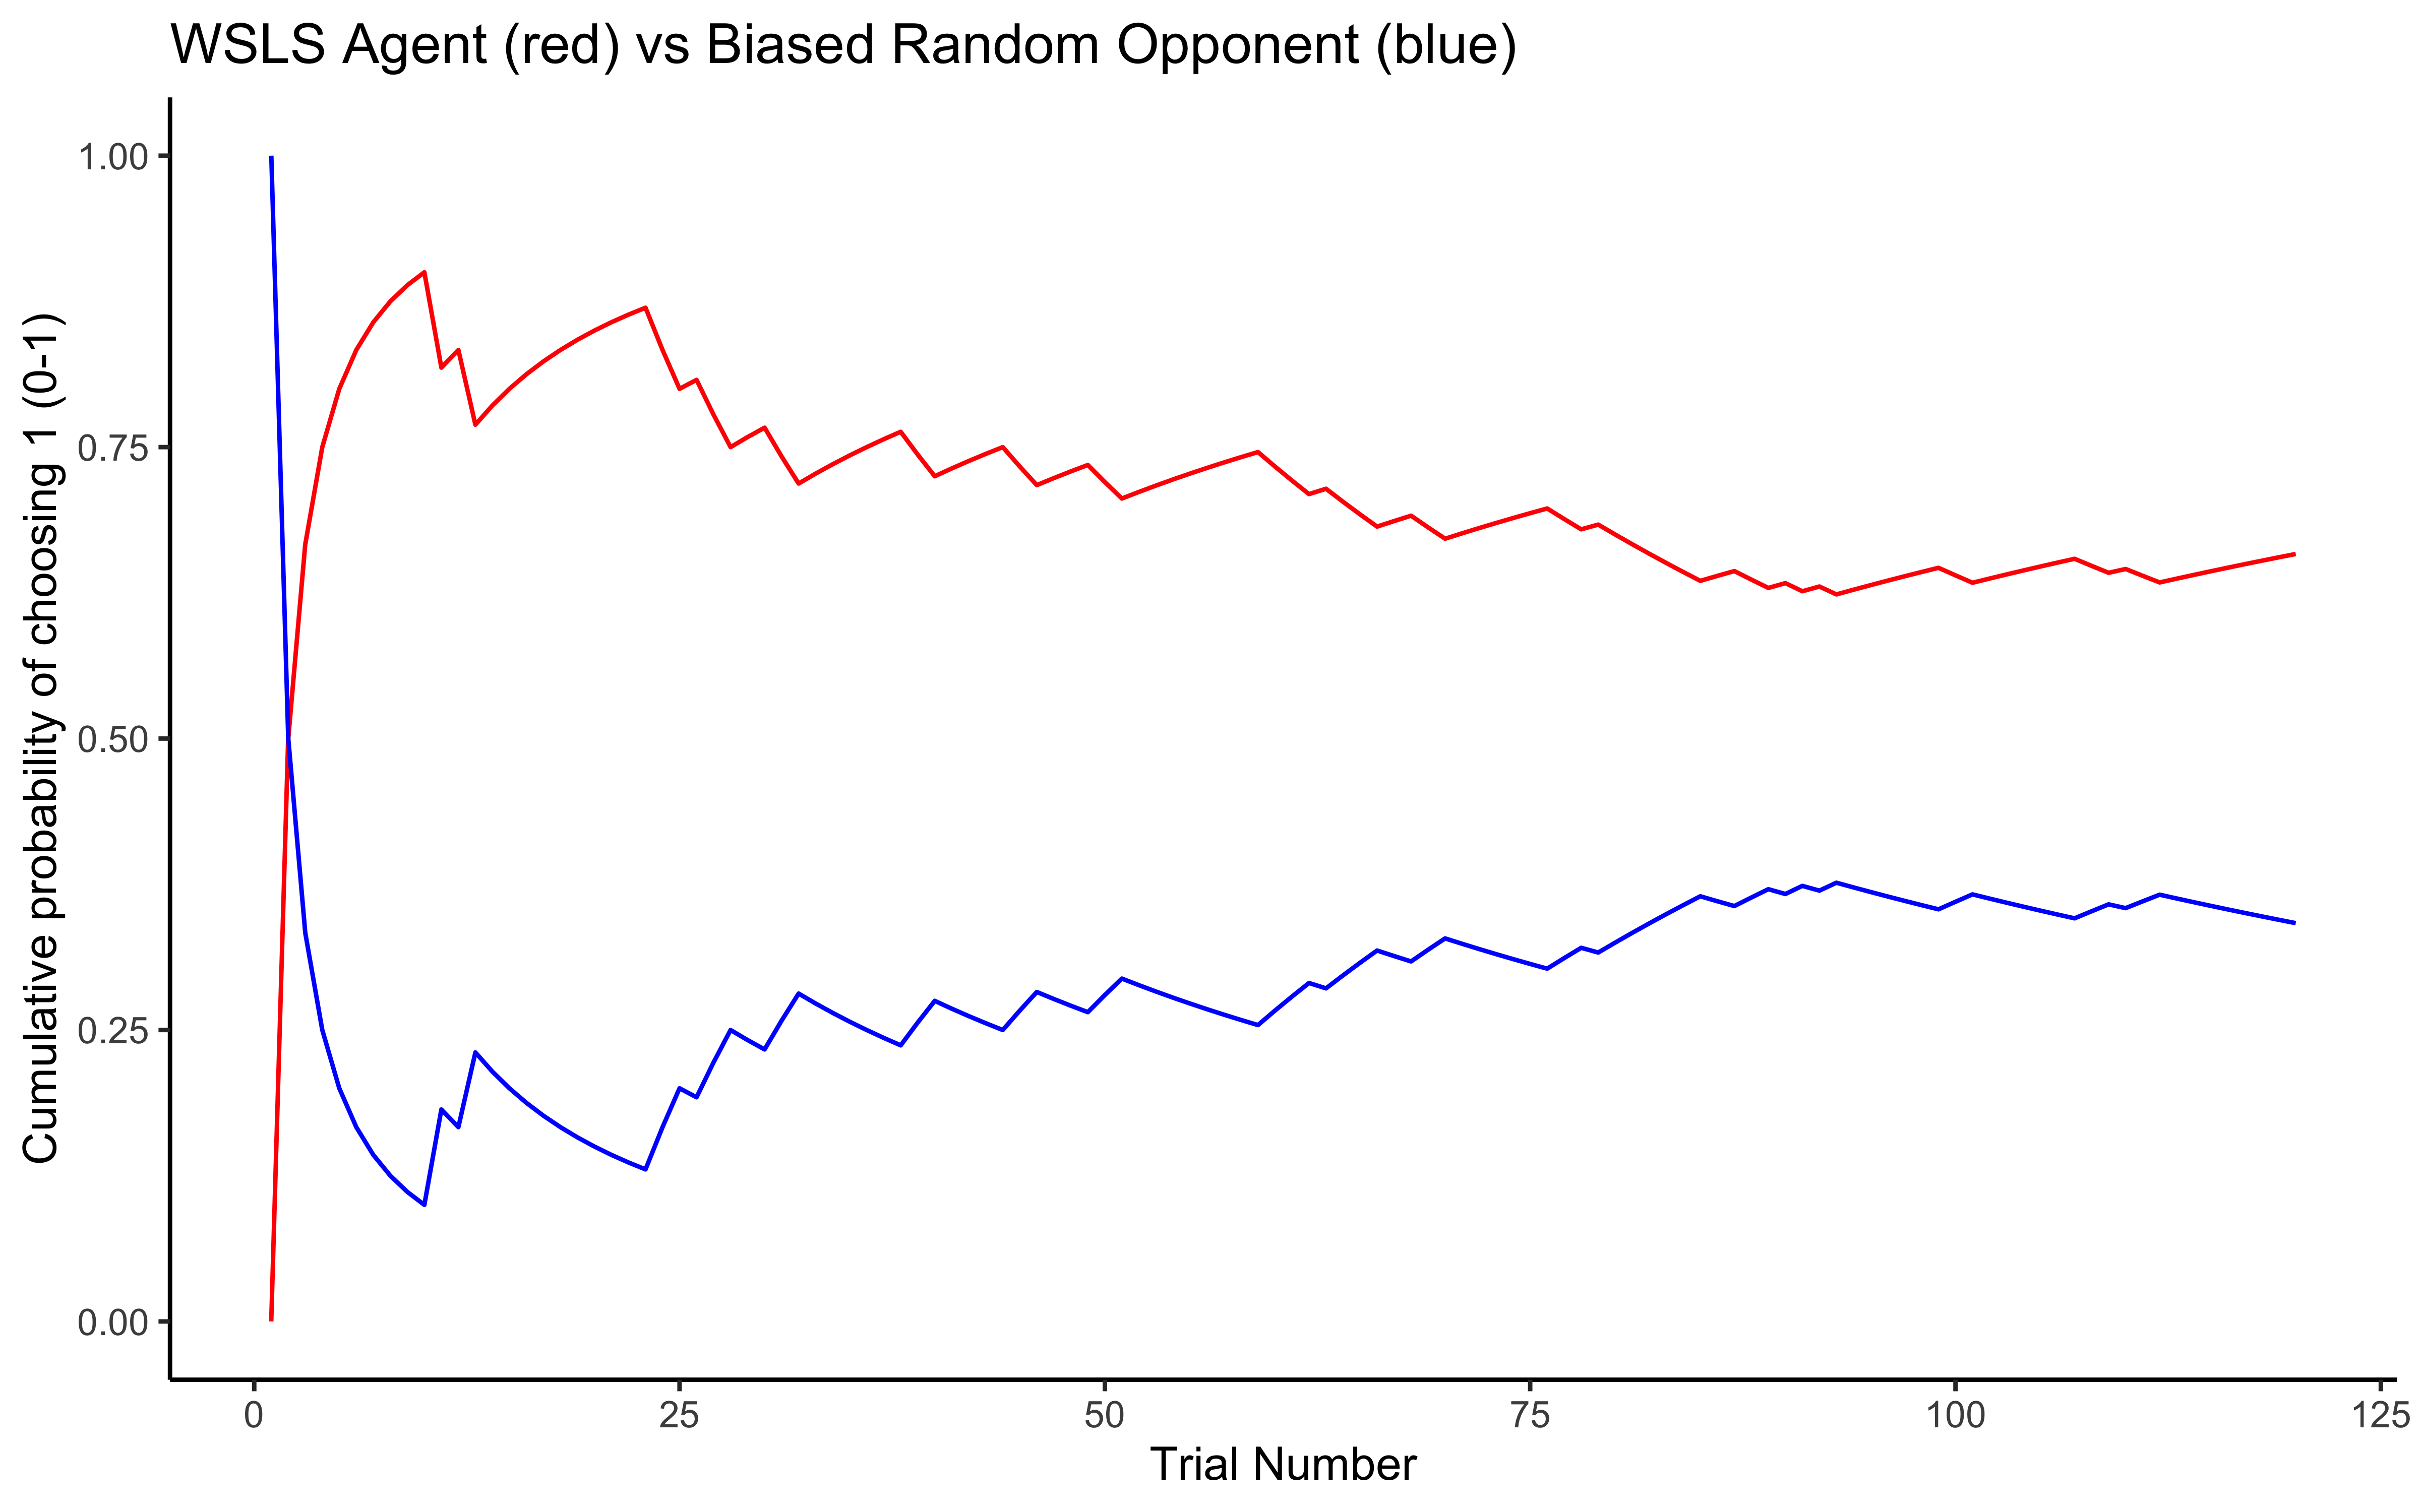 WSLS Agent (red) vs Biased Random Opponent (blue)
Cumulative probability of choosing 1 (0-1)
1.00
0.75
0.50
0.25
0.00
0 25 50 75 100 125
Trial Number